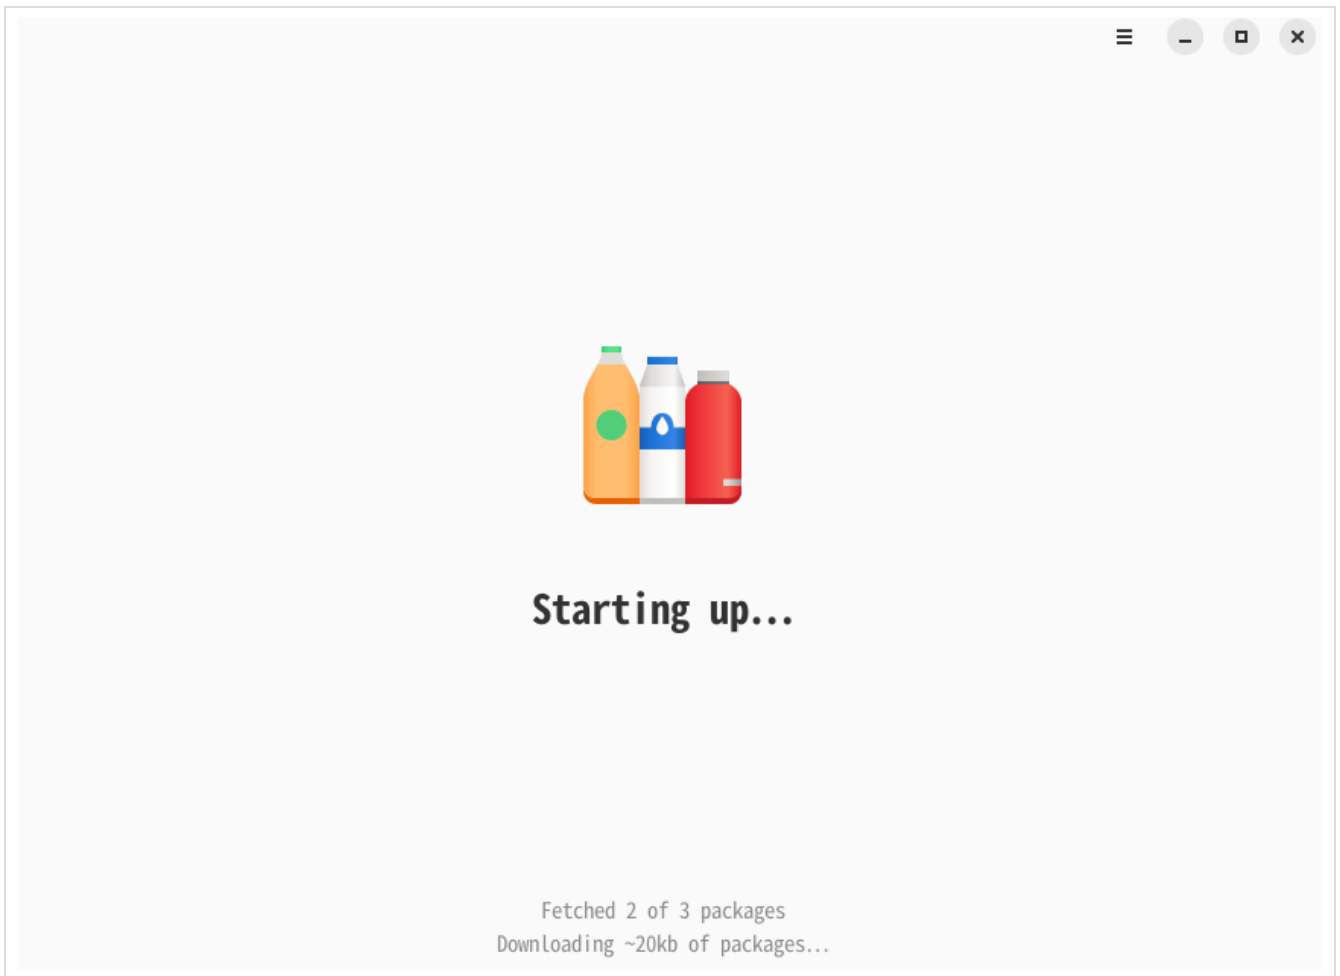 Starting up...
Fetched 2 of 3 packages
Downloading ~20kb of packages...